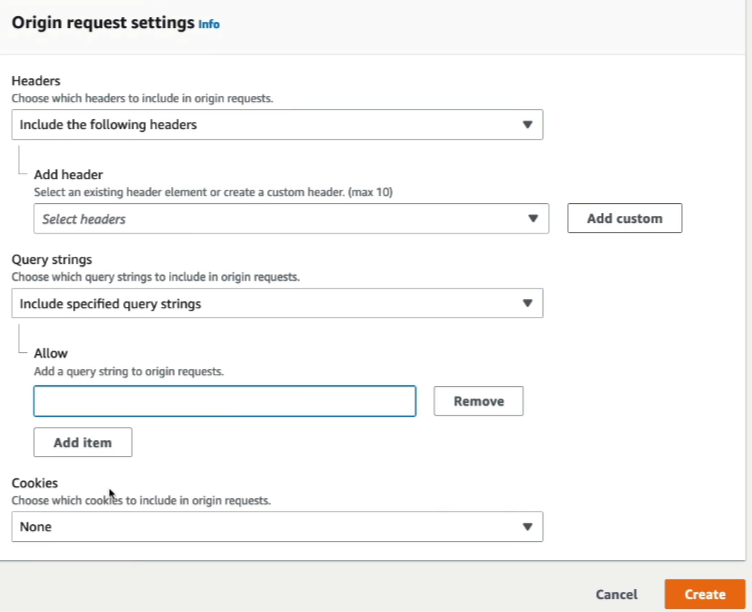 Origin request settings Info
Headers
Choose which headers to include in origin requests.
Include the following headers
Add header
Select an existing header element or create a custom header. (max 10)
Select headers
Add custom
Query strings
Choose which query strings to include in origin requests.
Include specified query strings
Allow
Add a query string to origin requests.
Remove
Add item
Cookies
Choose which cookies to include in origin requests.
None
Cancel
Create